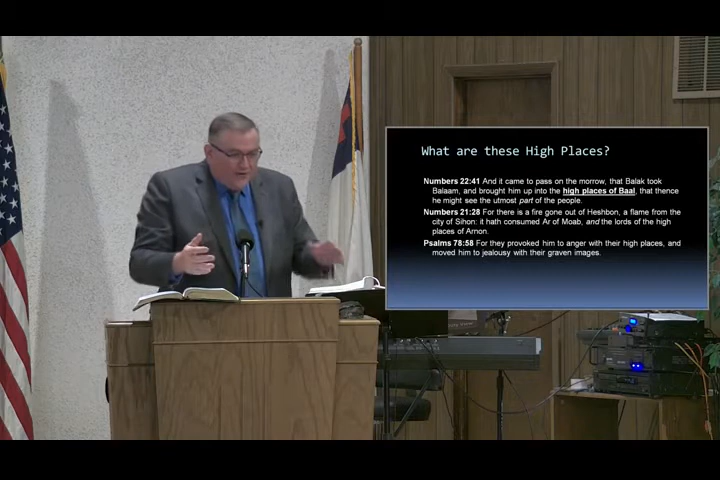 What are these High Places?
Numbers 22:41 And it came to pass on the morrow, that Balak took
Balaam, and brought him up into the high places of Baal, that thence
he might see the utmost part of the people.
Numbers 21:28 For there is a fire gone out of Heshbon, a flame from the
city of Sihon: it hath consumed Ar of Moab, and the lords of the high
places of Arnon.
Psalms 78:58 For they provoked him to anger with their high places, and
moved him to jealousy with their graven images.